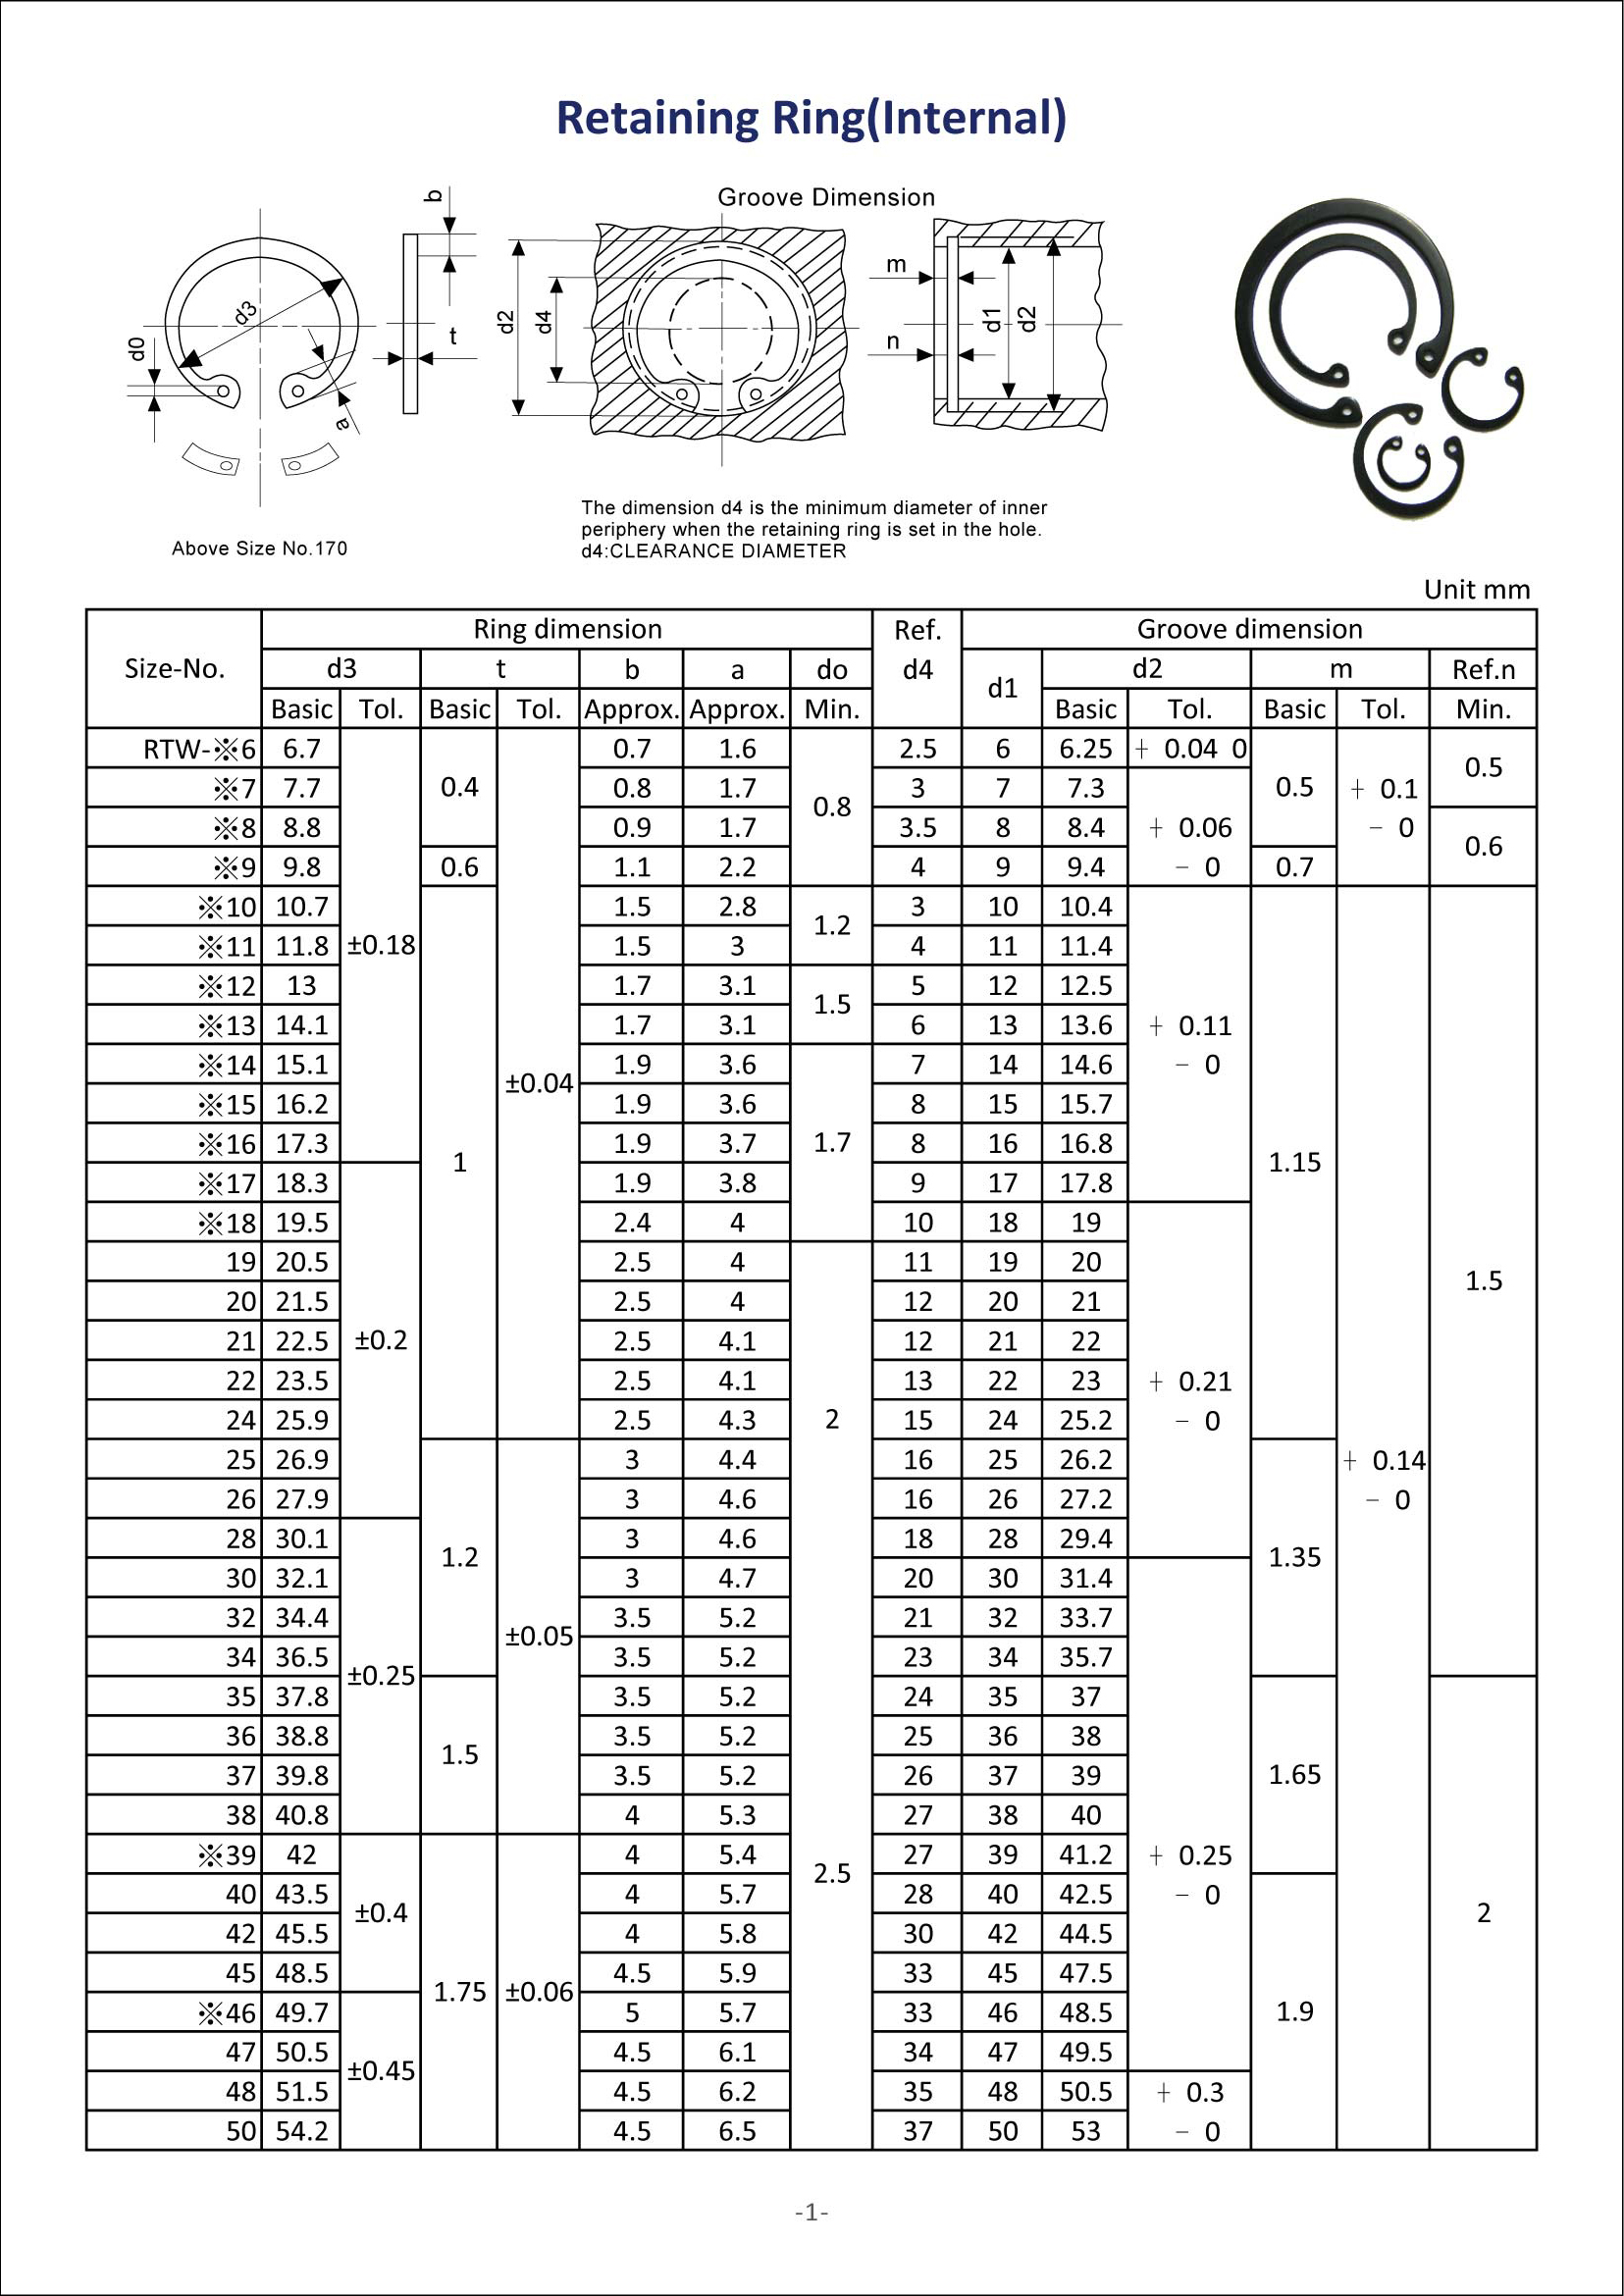 Retaining Ring(Internal)
Groove Dimension
b
t
d3
d0
a
d2
d4
m
n
d1
d2
Above Size No.170
The dimension d4 is the minimum diameter of inner
periphery when the retaining ring is set in the hole.
d4:CLEARANCE DIAMETER
Unit mm
Size-No. Ring dimension Ref. d4 Groove dimension
d3 t b a do d1 d2 m Ref.n
Basic Tol. Basic Tol. Approx. Approx. Min. Basic Tol. Basic Tol. Min.
RTW-※6 6.7 ±0.18 0.4 ±0.04 0.7 1.6 0.8 2.5 6 6.25 + 0.04 0 0.5 + 0.1 − 0 0.5
※7 7.7 0.8 1.7 3 7 7.3 + 0.06 − 0
※8 8.8 0.9 1.7 3.5 8 8.4 0.6
※9 9.8 0.6 1.1 2.2 4 9 9.4 0.7
※10 10.7 1 1.5 2.8 1.2 3 10 10.4 + 0.11 − 0 1.15 + 0.14 − 0 1.5
※11 11.8 1.5 3 4 11 11.4
※12 13 1.7 3.1 1.5 5 12 12.5
※13 14.1 1.7 3.1 6 13 13.6
※14 15.1 1.9 3.6 1.7 7 14 14.6
※15 16.2 1.9 3.6 8 15 15.7
※16 17.3 1.9 3.7 8 16 16.8
※17 18.3 ±0.2 1.9 3.8 9 17 17.8
※18 19.5 2.4 4 10 18 19 + 0.21 − 0
19 20.5 2.5 4 2 11 19 20
20 21.5 2.5 4 12 20 21
21 22.5 2.5 4.1 12 21 22
22 23.5 2.5 4.1 13 22 23
24 25.9 2.5 4.3 15 24 25.2
25 26.9 1.2 ±0.05 3 4.4 16 25 26.2 1.35
26 27.9 3 4.6 16 26 27.2
28 30.1 ±0.25 3 4.6 18 28 29.4
30 32.1 3 4.7 20 30 31.4 + 0.25 − 0
32 34.4 3.5 5.2 21 32 33.7
34 36.5 3.5 5.2 23 34 35.7
35 37.8 1.5 3.5 5.2 2.5 24 35 37 1.65 2
36 38.8 3.5 5.2 25 36 38
37 39.8 3.5 5.2 26 37 39
38 40.8 4 5.3 27 38 40
※39 42 ±0.4 1.75 ±0.06 4 5.4 27 39 41.2
40 43.5 4 5.7 28 40 42.5 1.9
42 45.5 4 5.8 30 42 44.5
45 48.5 4.5 5.9 33 45 47.5
※46 49.7 ±0.45 5 5.7 33 46 48.5
47 50.5 4.5 6.1 34 47 49.5
48 51.5 4.5 6.2 35 48 50.5 + 0.3 − 0
50 54.2 4.5 6.5 37 50 53
-1-